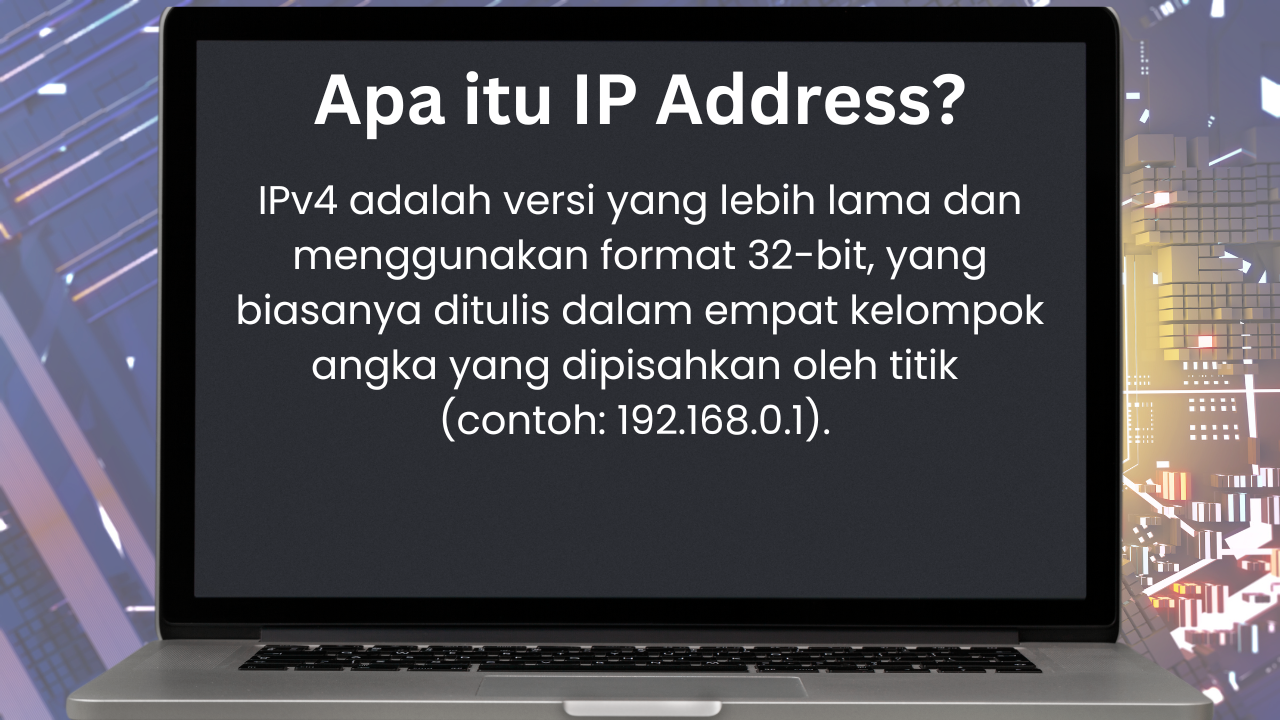 Apa itu IP Address?
IPv4 adalah versi yang lebih lama dan
menggunakan format 32-bit, yang
biasanya ditulis dalam empat kelompok
angka yang dipisahkan oleh titik
(contoh: 192.168.0.1).